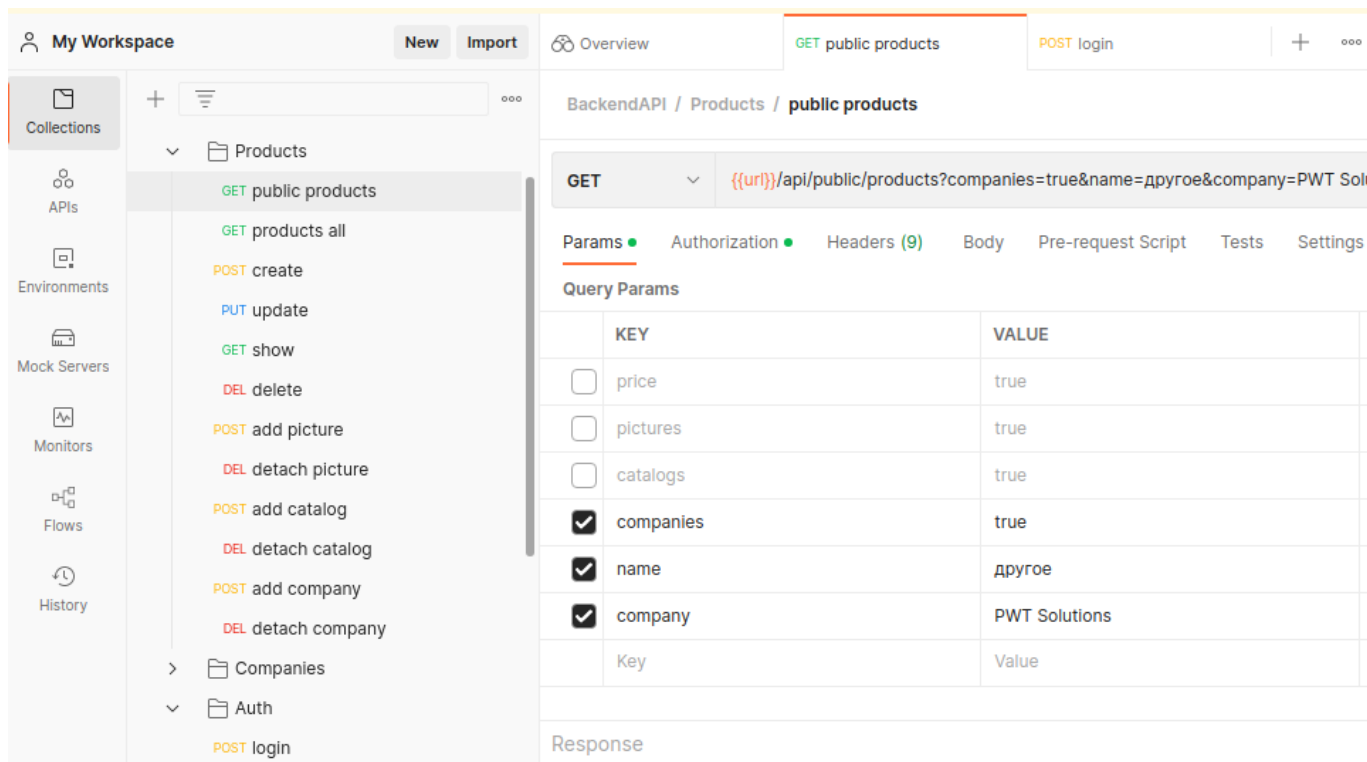 My Workspace
New
Import
Overview
GET public products
POST login
Collections
APIs
Environments
Mock Servers
Monitors
Flows
History
Products
GET public products
GET products all
POST create
PUT update
GET show
DEL delete
POST add picture
DEL detach picture
POST add catalog
DEL detach catalog
POST add company
DEL detach company
Companies
Auth
POST login
BackendAPI / Products / public products
GET
{{url}}/api/public/products?companies=true&name=другое&company=PWT
Params
Authorization
Headers (9)
Body
Pre-request Script
Tests
Settings
Query Params
KEY VALUE
price true
pictures true
catalogs true
companies true
name другое
company PWT Solutions
Key Value
Response